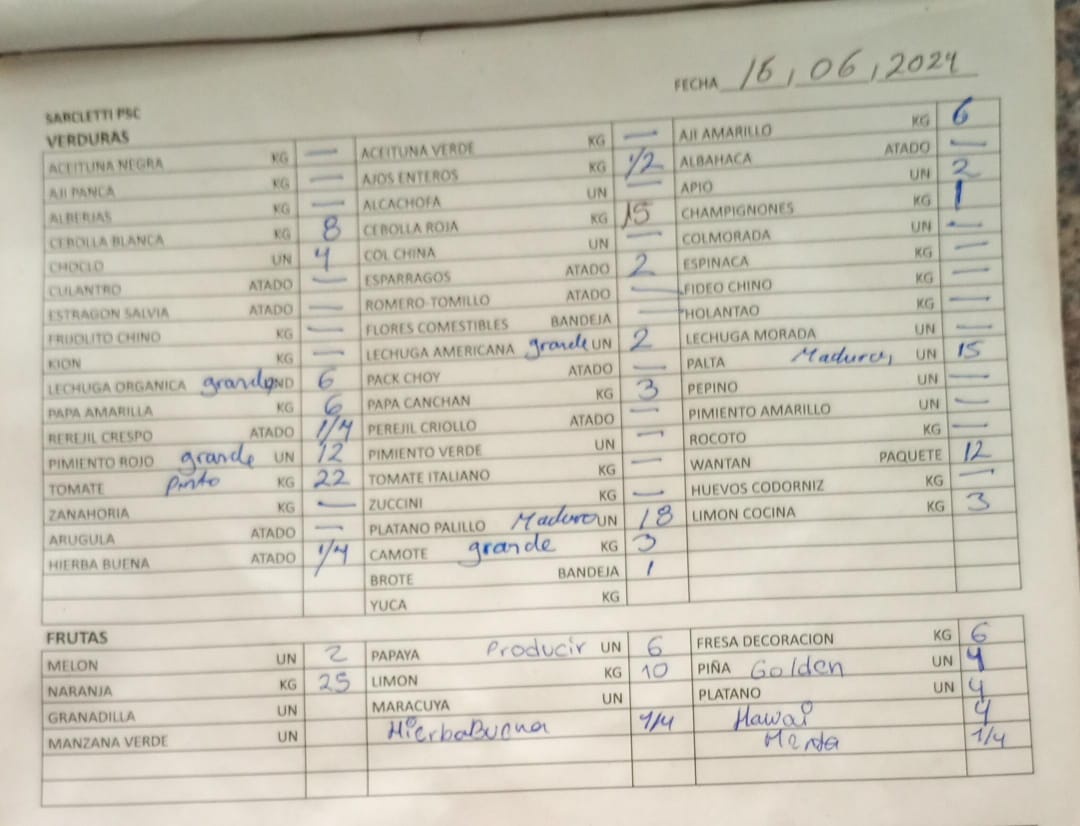 FECHA 16, 06, 2024
SARCLETTI PSC
VERDURAS
ACEITUNA NEGRA KG — ACEITUNA VERDE KG — AJI AMARILLO KG 6
AJI PANCA KG — AJOS ENTEROS KG 1/2 ALBAHACA ATADO —
ALBERJAS KG — ALCACHOFA UN — APIO UN 2
CEBOLLA BLANCA KG 8 CEBOLLA ROJA KG 15 CHAMPIGNONES KG 1
CHOCLO UN 4 COL CHINA UN — COLMORADA UN —
CULANTRO ATADO — ESPARRAGOS ATADO 2 ESPINACA KG —
ESTRAGON SALVIA ATADO — ROMERO TOMILLO ATADO — FIDEO CHINO KG —
FRIJOLITO CHINO KG — FLORES COMESTIBLES BANDEJA — HOLANTAO KG —
KION KG — LECHUGA AMERICANA grande UN 2 LECHUGA MORADA UN —
LECHUGA ORGANICA grande UND 6 PACK CHOY ATADO — PALTA Madura UN 15
PAPA AMARILLA KG 6 PAPA CANCHAN KG 3 PEPINO UN —
REREJIL CRESPO ATADO 1/4 PEREJIL CRIOLLO ATADO — PIMIENTO AMARILLO UN —
PIMIENTO ROJO grande UN 12 PIMIENTO VERDE UN — ROCOTO KG —
TOMATE Pinto KG 22 TOMATE ITALIANO KG — WANTAN PAQUETE 12
ZANAHORIA KG — ZUCCINI KG — HUEVOS CODORNIZ KG —
ARUGULA ATADO — PLATANO PALILLO Maduro UN 18 LIMON COCINA KG 3
HIERBA BUENA ATADO 1/4 CAMOTE grande KG 3
BROTE BANDEJA 1
YUCA KG
FRUTAS
MELON UN 2 PAPAYA Producir UN 6 FRESA DECORACION KG 6
NARANJA KG 25 LIMON KG 10 PIÑA Golden UN 4
GRANADILLA UN MARACUYA UN PLATANO UN 4
MANZANA VERDE UN HierbaBuena 1/4 Hawai 4
Menta 1/4